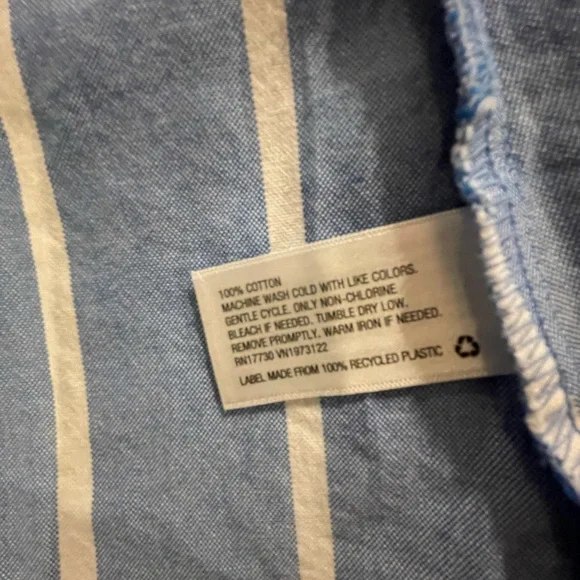 100% COTTON
MACHINE WASH COLD WITH LIKE COLORS.
GENTLE CYCLE. ONLY NON-CHLORINE
BLEACH IF NEEDED. TUMBLE DRY LOW.
REMOVE PROMPTLY. WARM IRON IF NEEDED.
RN17730 VN1973122
LABEL MADE FROM 100% RECYCLED PLASTIC